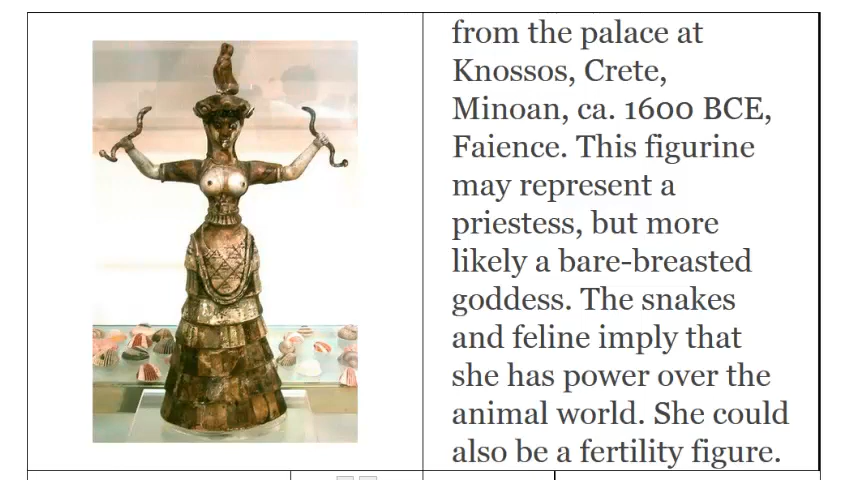 from the palace at
Knossos, Crete,
Minoan, ca. 1600 BCE,
Faience. This figurine
may represent a
priestess, but more
likely a bare-breasted
goddess. The snakes
and feline imply that
she has power over the
animal world. She could
also be a fertility figure.